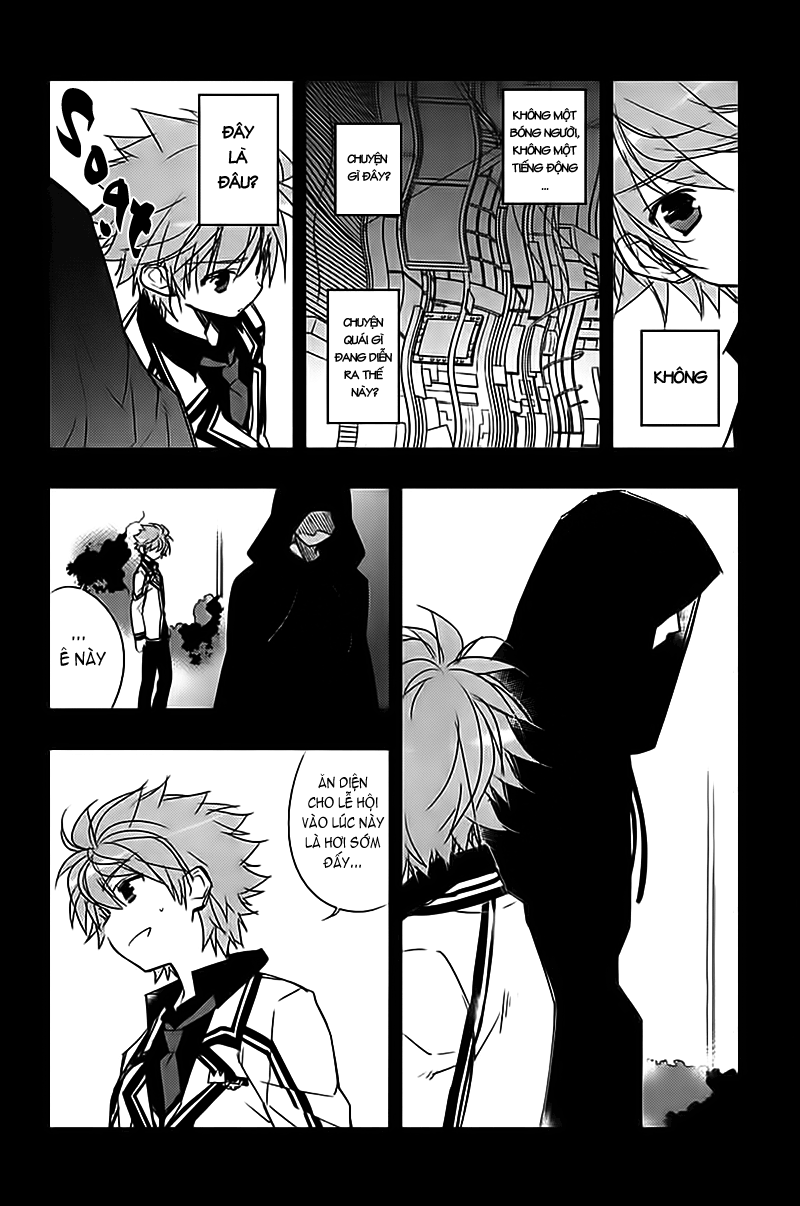 ĐÂY
LÀ
ĐÂU?
Soạt
CHUYỆN
GÌ ĐÂY?
KHÔNG MỘT
BÓNG NGƯỜI,
KHÔNG MỘT
TIẾNG ĐỘNG
...
CHUYỆN
QUÁI GÌ
ĐANG DIỄN
RA THẾ
NÀY?
KHÔNG
...
Ê NÀY
ĂN DIỆN
CHO LỄ HỘI
VÀO LÚC NÀY
LÀ HƠI SỚM
ĐẤY...